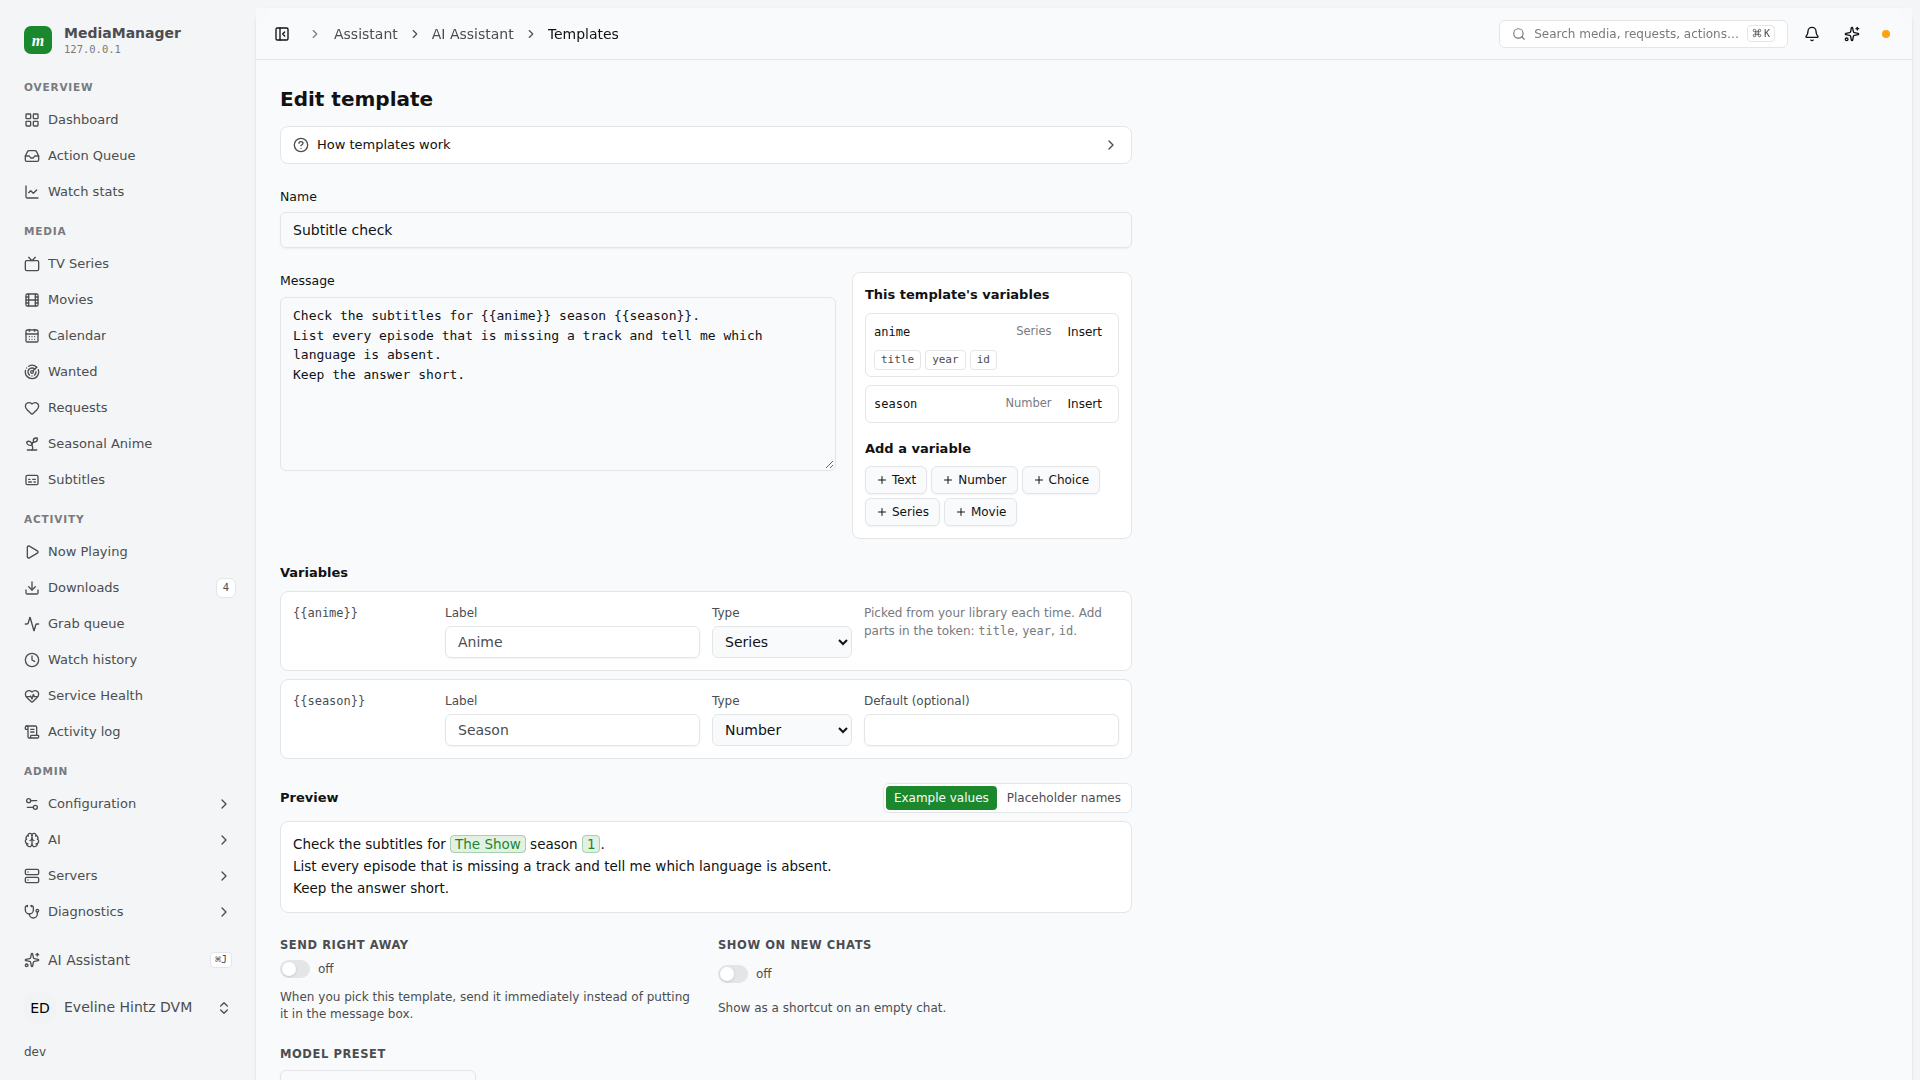 m
MediaManager
127.0.0.1
OVERVIEW
Dashboard
Action Queue
Watch stats
MEDIA
TV Series
Movies
Calendar
Wanted
Requests
Seasonal Anime
Subtitles
ACTIVITY
Now Playing
Downloads 4
Grab queue
Watch history
Service Health
Activity log
ADMIN
Configuration
AI
Servers
Diagnostics
AI Assistant ⌘J
ED Eveline Hintz DVM
dev
Assistant AI Assistant Templates
Search media, requests, actions... ⌘K
Edit template
How templates work
Name
Subtitle check
Message
Check the subtitles for {{anime}} season {{season}}.
List every episode that is missing a track and tell me which
language is absent.
Keep the answer short.
This template's variables
anime Series Insert
title year id
season Number Insert
Add a variable
+ Text + Number + Choice
+ Series + Movie
Variables
{{anime}} Label Type Picked from your library each time. Add
parts in the token: title, year, id.
Anime Series
{{season}} Label Type Default (optional)
Season Number
Preview Example values Placeholder names
Check the subtitles for The Show season 1.
List every episode that is missing a track and tell me which language is absent.
Keep the answer short.
SEND RIGHT AWAY
off
When you pick this template, send it immediately instead of putting
it in the message box.
SHOW ON NEW CHATS
off
Show as a shortcut on an empty chat.
MODEL PRESET